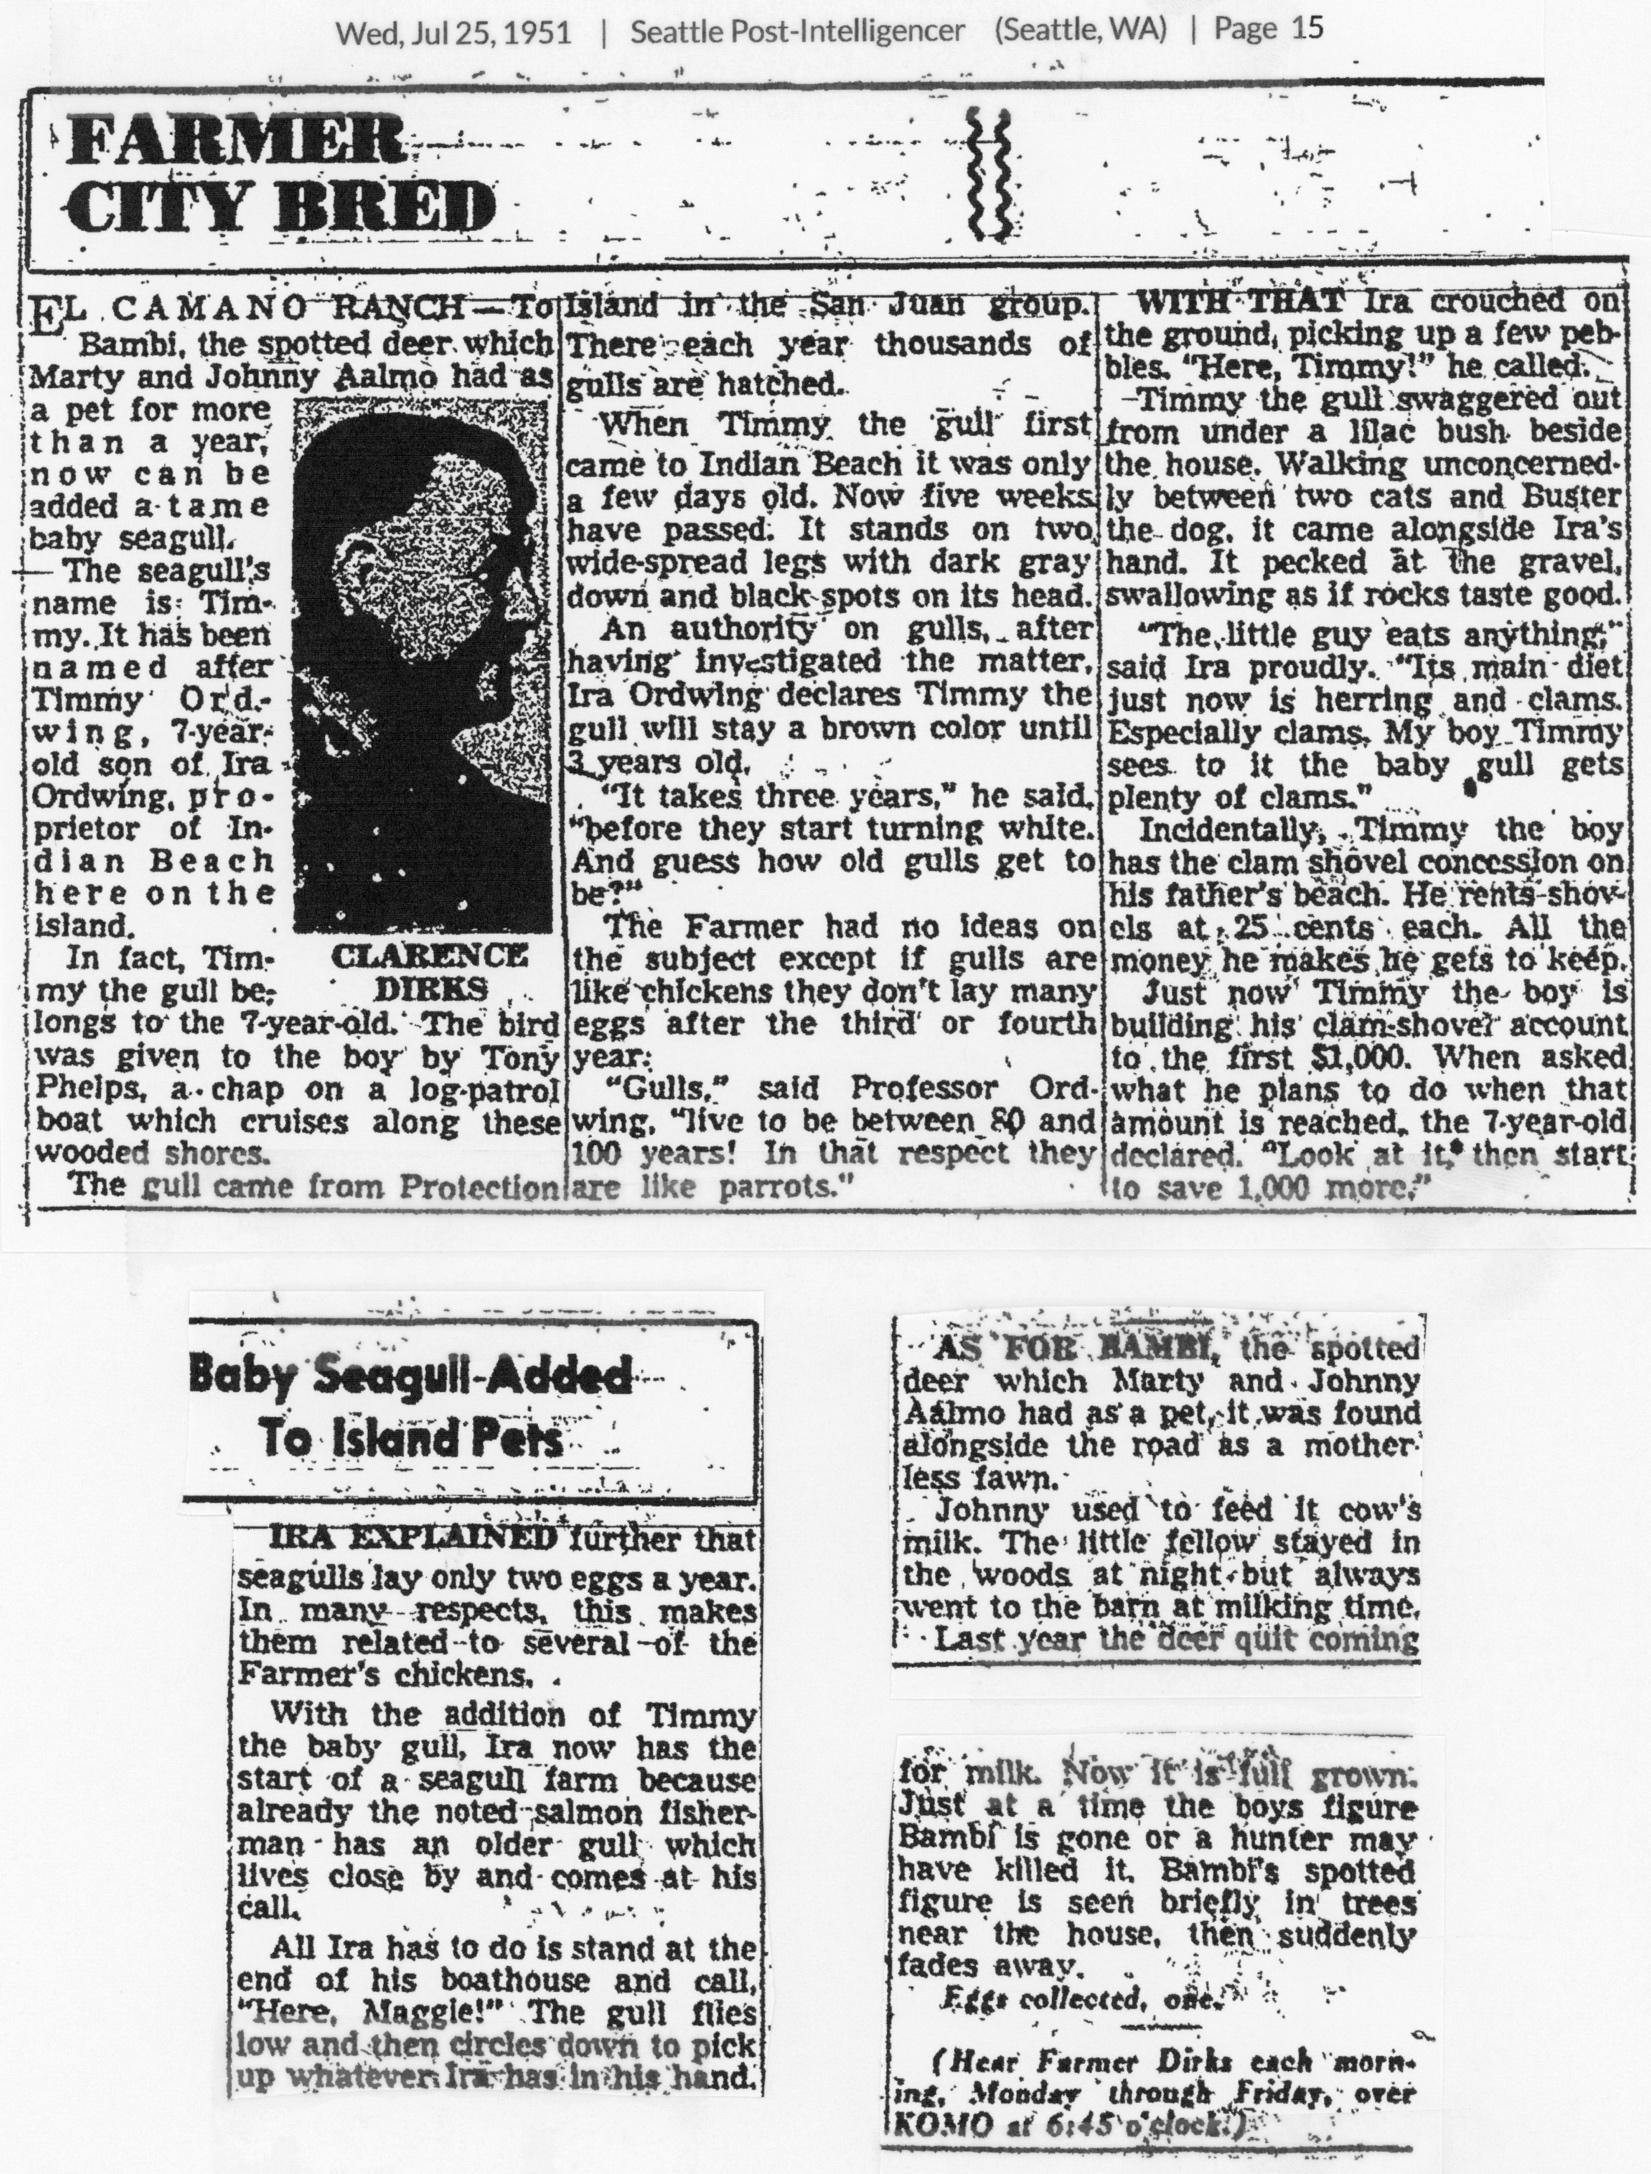 Wed, Jul 25, 1951 | Seattle Post-Intelligencer (Seattle, WA) | Page 15
FARMER
CITY BRED
EL CAMANO RANCH—To
Bambi, the spotted deer which
Marty and Johnny Aalmo had as
a pet for more
than a year,
now can be
added a tame
baby seagull.
The seagull's
name is Tim-
my. It has been
named after
Timmy Ord-
wing, 7-year-
old son of Ira
Ordwing, pro-
prietor of In-
dian Beach
here on the
island.
In fact, Tim-
my the gull be-
longs to the 7-year-old. The bird
was given to the boy by Tony
Phelps, a chap on a log-patrol
boat which cruises along these
wooded shores.
The gull came from Protection
CLARENCE
DIRKS
Island in the San Juan group.
There each year thousands of
gulls are hatched.
When Timmy the gull first
came to Indian Beach it was only
a few days old. Now five weeks
have passed. It stands on two
wide-spread legs with dark gray
down and black spots on its head.
An authority on gulls, after
having investigated the matter,
Ira Ordwing declares Timmy the
gull will stay a brown color until
3 years old.
"It takes three years," he said,
"before they start turning white.
And guess how old gulls get to
be?"
The Farmer had no ideas on
the subject except if gulls are
like chickens they don't lay many
eggs after the third or fourth
year.
"Gulls," said Professor Ord-
wing, "live to be between 80 and
100 years! In that respect they
are like parrots."
WITH THAT Ira crouched on
the ground, picking up a few peb-
bles. "Here, Timmy!" he called.
Timmy the gull swaggered out
from under a lilac bush beside
the house. Walking unconcerned-
ly between two cats and Buster
the dog, it came alongside Ira's
hand. It pecked at the gravel,
swallowing as if rocks taste good.
"The little guy eats anything,"
said Ira proudly. "Its main diet
just now is herring and clams.
Especially clams. My boy Timmy
sees to it the baby gull gets
plenty of clams."
Incidentally, Timmy the boy
has the clam shovel concession on
his father's beach. He rents shov-
els at 25 cents each. All the
money he makes he gets to keep.
Just now Timmy the boy is
building his clam-shovel account
to the first $1,000. When asked
what he plans to do when that
amount is reached, the 7-year-old
declared. "Look at it, then start
to save 1,000 more."
Baby Seagull Added
To Island Pets
IRA EXPLAINED further that
seagulls lay only two eggs a year.
In many respects, this makes
them related to several of the
Farmer's chickens.
With the addition of Timmy
the baby gull, Ira now has the
start of a seagull farm because
already the noted salmon fisher-
man has an older gull which
lives close by and comes at his
call.
All Ira has to do is stand at the
end of his boathouse and call,
"Here, Maggie!" The gull flies
low and then circles down to pick
up whatever Ira has in his hand.
AS FOR BAMBI, the spotted
deer which Marty and Johnny
Aalmo had as a pet, it was found
alongside the road as a mother-
less fawn.
Johnny used to feed it cow's
milk. The little fellow stayed in
the woods at night but always
went to the barn at milking time.
Last year the deer quit coming
for milk. Now it is full grown.
Just at a time the boys figure
Bambi is gone or a hunter may
have killed it, Bambi's spotted
figure is seen briefly in trees
near the house, then suddenly
fades away.
Eggs collected, one.
(Hear Farmer Dirks each morn-
ing, Monday through Friday, over
KOMO at 6:45 o'clock.)